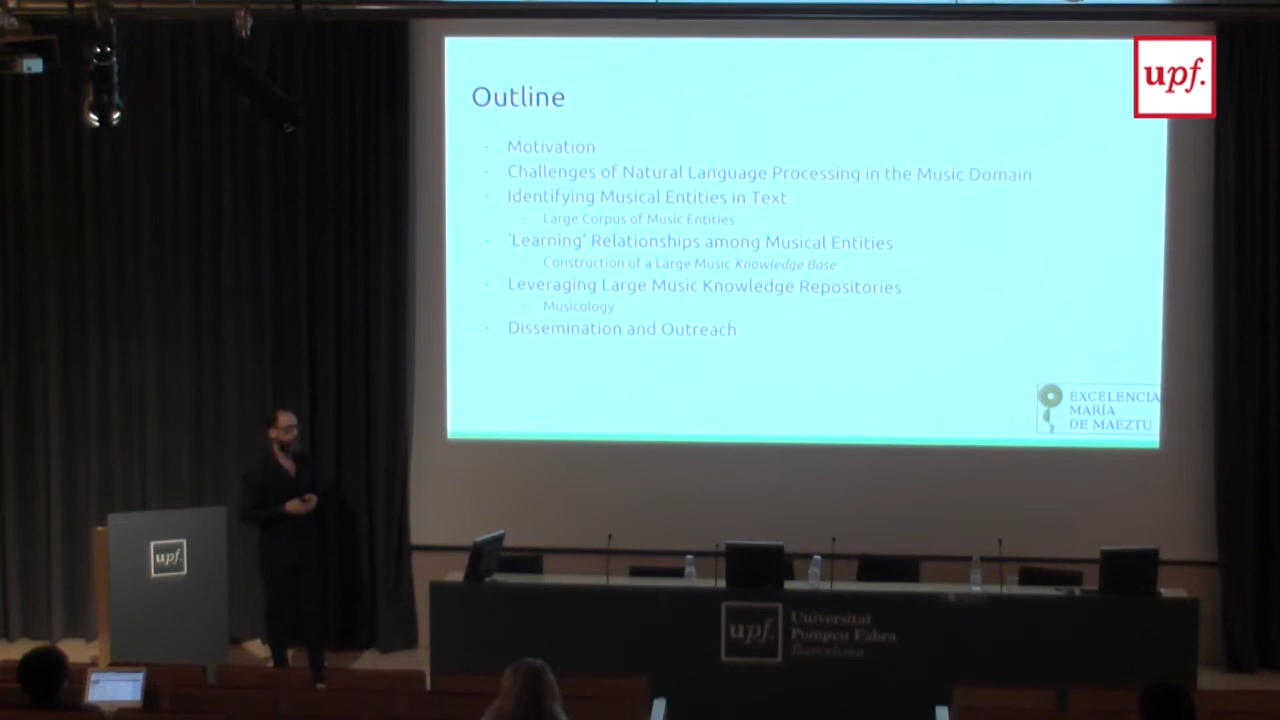 upf.
Outline
- Motivation
- Challenges of Natural Language Processing in the Music Domain
- Identifying Musical Entities in Text
- Large Corpus of Music Entities
- 'Learning' Relationships among Musical Entities
- Construction of a Large Music Knowledge Base
- Leveraging Large Music Knowledge Repositories
- Musicology
- Dissemination and Outreach
EXCELENCIA
MARÍA
DE MAEZTU
upf.
upf.
Universitat
Pompeu Fabra
Barcelona